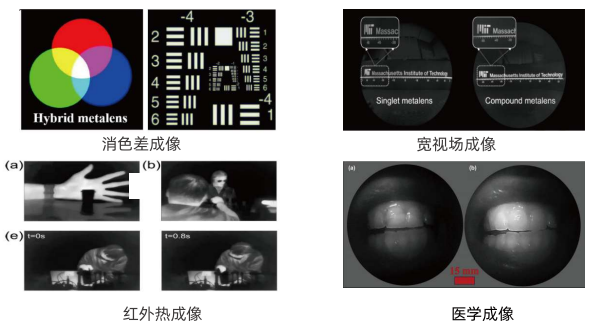 Hybrid metalens
-4 -3
2 1
3 2
4 3
5 4
6 5
6
-4
1
消色差成像
Massac
Massachusetts Institute of Technolog
Singlet metalens
Massac
Massachusetts Institute of Technology
Compound metalens
宽视场成像
(a)
(b)
(e) t=0s
t=0.8s
红外热成像
(a)
(b)
15 mm
医学成像